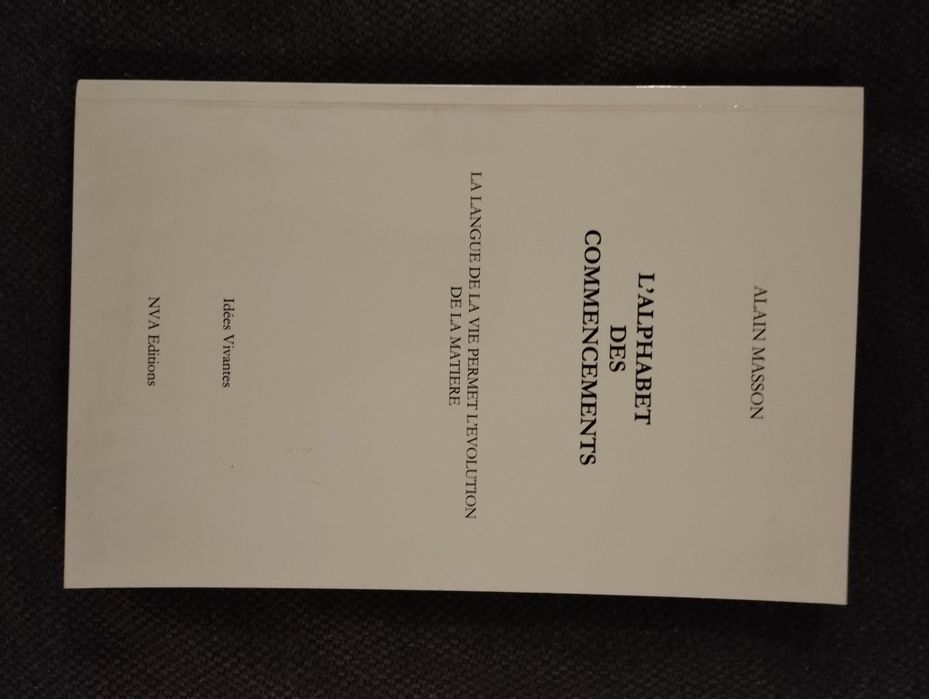 ALAIN MASSON
L'ALPHABET
DES
COMMENCEMENTS
LA LANGUE DE LA VIE PERMET L'EVOLUTION
DE LA MATIERE
Idées Vivantes
NVA Editions